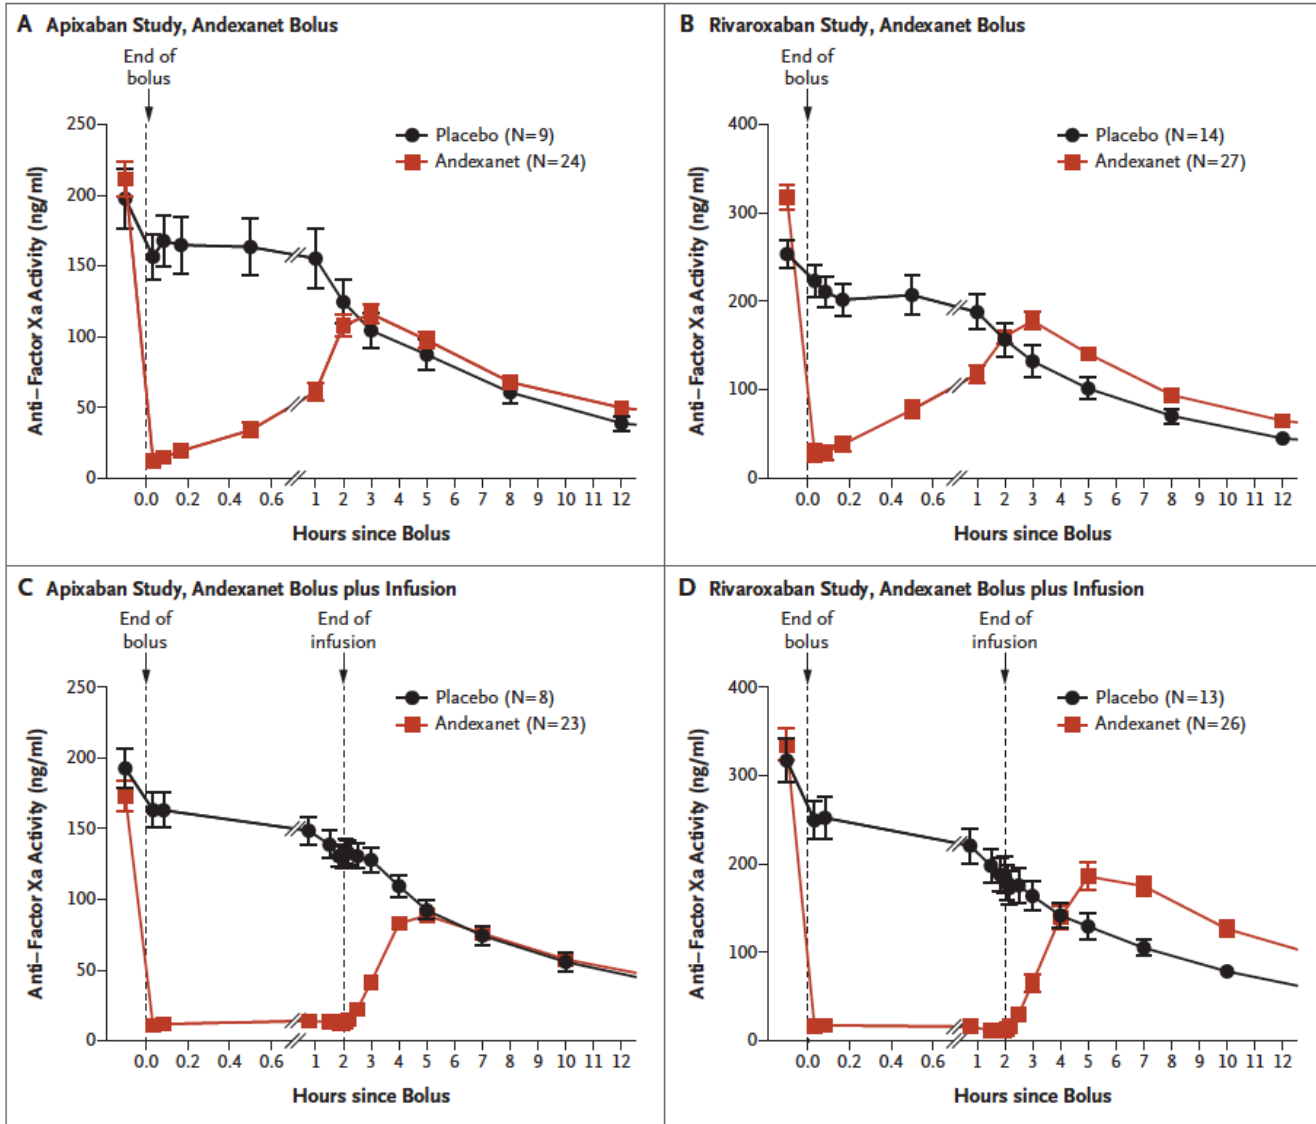 A Apixaban Study, Andexanet Bolus
End of
bolus
Placebo (N=9)
Andexanet (N=24)
Anti–Factor Xa Activity (ng/ml)
250
200
150
100
50
0
0.0 0.2 0.4 0.6 1 2 3 4 5 6 7 8 9 10 11 12
Hours since Bolus
B Rivaroxaban Study, Andexanet Bolus
End of
bolus
Placebo (N=14)
Andexanet (N=27)
Anti–Factor Xa Activity (ng/ml)
400
300
200
100
0
0.0 0.2 0.4 0.6 1 2 3 4 5 6 7 8 9 10 11 12
Hours since Bolus
C Apixaban Study, Andexanet Bolus plus Infusion
End of
bolus
End of
infusion
Placebo (N=8)
Andexanet (N=23)
Anti–Factor Xa Activity (ng/ml)
250
200
150
100
50
0
0.0 0.2 0.4 0.6 1 2 3 4 5 6 7 8 9 10 11 12
Hours since Bolus
D Rivaroxaban Study, Andexanet Bolus plus Infusion
End of
bolus
End of
infusion
Placebo (N=13)
Andexanet (N=26)
Anti–Factor Xa Activity (ng/ml)
400
300
200
100
0
0.0 0.2 0.4 0.6 1 2 3 4 5 6 7 8 9 10 11 12
Hours since Bolus